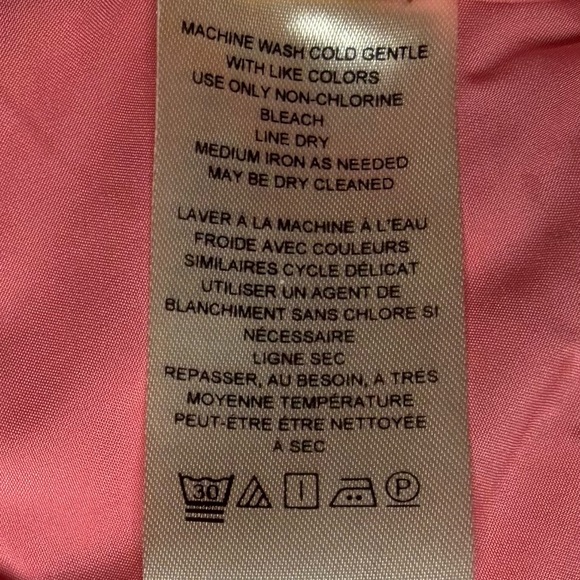 MACHINE WASH COLD GENTLE
WITH LIKE COLORS
USE ONLY NON-CHLORINE
BLEACH
LINE DRY
MEDIUM IRON AS NEEDED
MAY BE DRY CLEANED
LAVER À LA MACHINE À L'EAU
FROIDE AVEC COULEURS
SIMILAIRES CYCLE DÉLICAT
UTILISER UN AGENT DE
BLANCHIMENT SANS CHLORE SI
NÉCESSAIRE
LIGNE SEC
REPASSER, AU BESOIN, A TRES
MOYENNE TEMPÉRATURE
PEUT-ÉTRE ÉTRE NETTOYÉE
A SEC
30 P